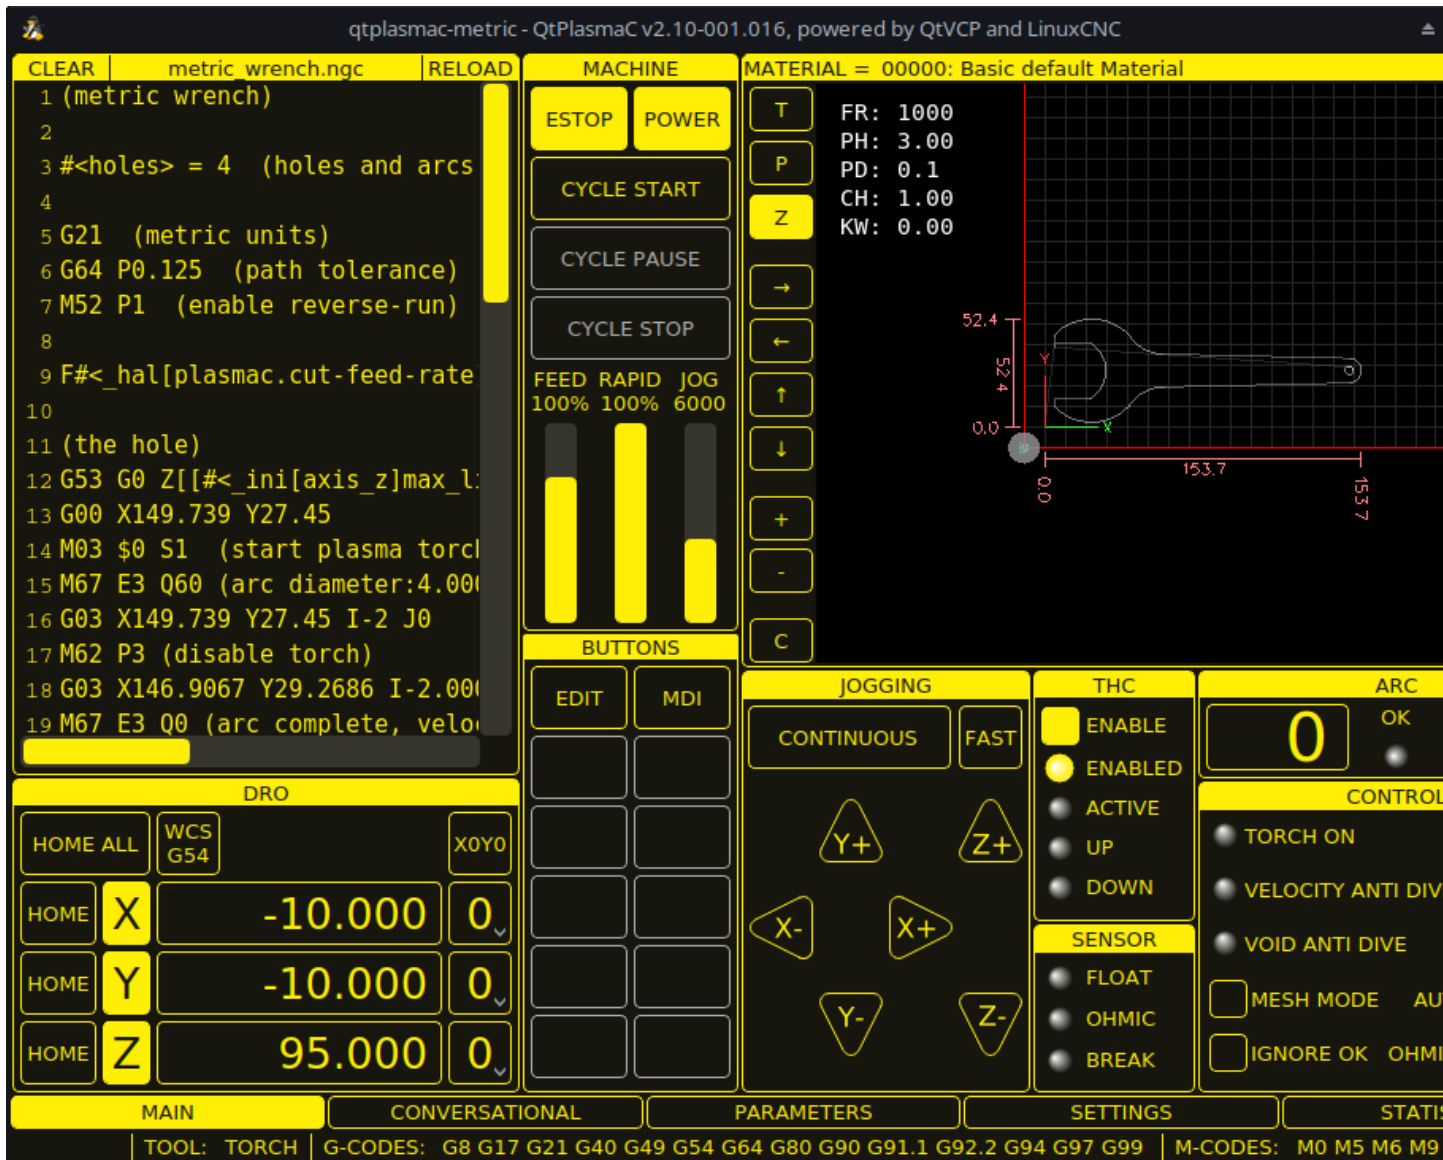 qtplasmac-metric - QtPlasmaC v2.10-001.016, powered by QtVCP and LinuxCNC
CLEAR metric_wrench.ngc RELOAD
1 (metric wrench)
2
3 #<holes> = 4 (holes and arcs
4
5 G21 (metric units)
6 G64 P0.125 (path tolerance)
7 M52 P1 (enable reverse-run)
8
9 F#<_hal[plasmac.cut-feed-rate
10
11 (the hole)
12 G53 G0 Z[[#<_ini[axis_z]max_li
13 G00 X149.739 Y27.45
14 M03 $0 S1 (start plasma torch
15 M67 E3 Q60 (arc diameter:4.000
16 G03 X149.739 Y27.45 I-2 J0
17 M62 P3 (disable torch)
18 G03 X146.9067 Y29.2686 I-2.000
19 M67 E3 Q0 (arc complete, velo
MACHINE
ESTOP POWER
CYCLE START
CYCLE PAUSE
CYCLE STOP
FEED RAPID JOG
100% 100% 6000
MATERIAL = 00000: Basic default Material
T
P
Z
→
←
↑
↓
+
-
C
FR: 1000
PH: 3.00
PD: 0.1
CH: 1.00
KW: 0.00
52.4
52.4
0.0
Y
X
153.7
0.0
153.7
DRO
HOME ALL
WCS
G54
X0Y0
HOME X -10.000 0
HOME Y -10.000 0
HOME Z 95.000 0
BUTTONS
EDIT MDI
JOGGING
CONTINUOUS FAST
Y+ Z+
X- X+
Y- Z-
THC
ENABLE
ENABLED
ACTIVE
UP
DOWN
SENSOR
FLOAT
OHMIC
BREAK
ARC
0 OK
CONTROL
TORCH ON
VELOCITY ANTI DIV
VOID ANTI DIVE
MESH MODE AU
IGNORE OK OHMI
MAIN CONVERSATIONAL PARAMETERS SETTINGS STATIS
TOOL: TORCH G-CODES: G8 G17 G21 G40 G49 G54 G64 G80 G90 G91.1 G92.2 G94 G97 G99 M-CODES: M0 M5 M6 M9